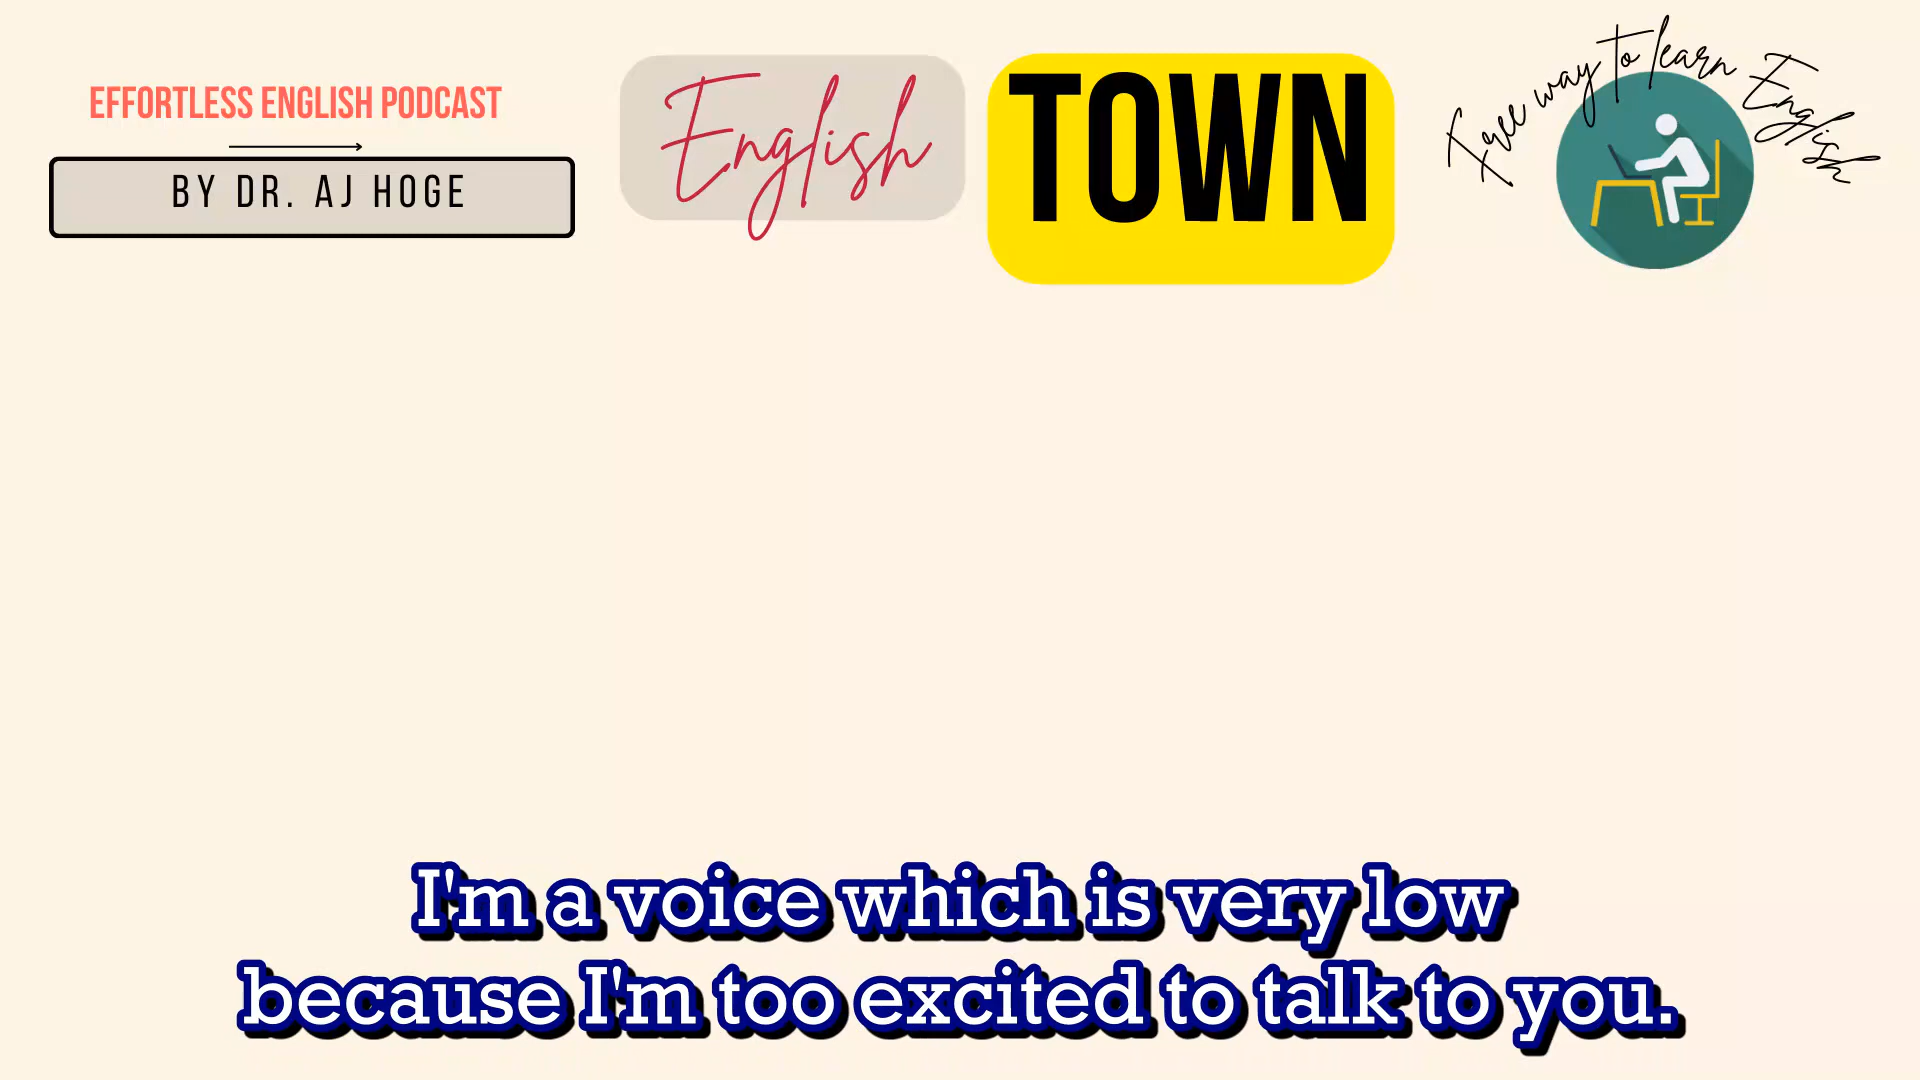 EFFORTLESS ENGLISH PODCAST
BY DR. AJ HOGE
English
TOWN
Free way to learn English
I'm a voice which is very low
because I'm too excited to talk to you.